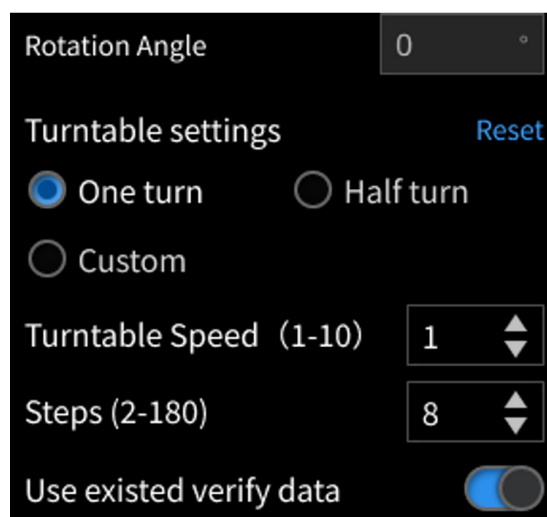 Rotation Angle 0 °
Turntable settings Reset
One turn Half turn
Custom
Turntable Speed（1-10） 1
Steps (2-180) 8
Use existed verify data